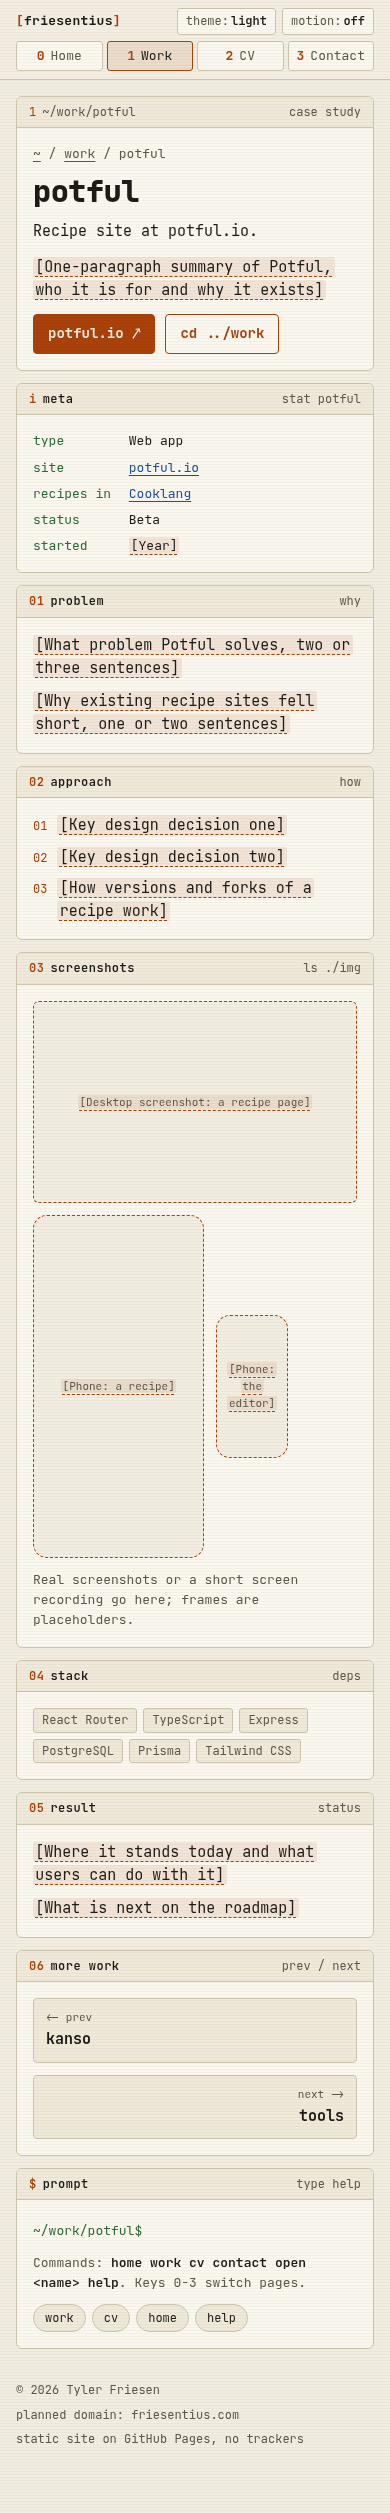 [friesentius]
theme: light
motion: off
0 Home
1 Work
2 CV
3 Contact
1 ~/work/potful
case study
~ / work / potful
potful
Recipe site at potful.io.
[One-paragraph summary of Potful,
who it is for and why it exists]
potful.io ↗
cd ../work
i meta
stat potful
type Web app
site potful.io
recipes in Cooklang
status Beta
started [Year]
01 problem
why
[What problem Potful solves, two or
three sentences]
[Why existing recipe sites fell
short, one or two sentences]
02 approach
how
01 [Key design decision one]
02 [Key design decision two]
03 [How versions and forks of a
recipe work]
03 screenshots
ls ./img
[Desktop screenshot: a recipe page]
[Phone: a recipe]
[Phone:
the
editor]
Real screenshots or a short screen
recording go here; frames are
placeholders.
04 stack
deps
React Router
TypeScript
Express
PostgreSQL
Prisma
Tailwind CSS
05 result
status
[Where it stands today and what
users can do with it]
[What is next on the roadmap]
06 more work
prev / next
← prev
kanso
next →
tools
$ prompt
type help
~/work/potful$
Commands: home work cv contact open
<name> help. Keys 0-3 switch pages.
work
cv
home
help
© 2026 Tyler Friesen
planned domain: friesentius.com
static site on GitHub Pages, no trackers